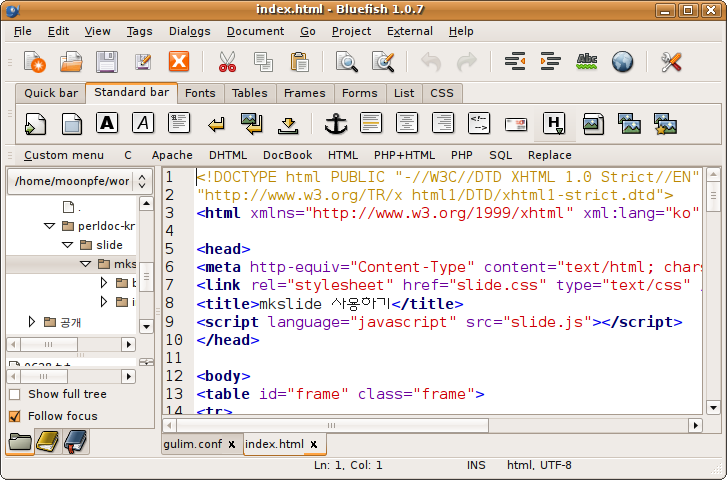 index.html - Bluefish 1.0.7
File Edit View Tags Dialogs Document Go Project External Help
Quick bar Standard bar Fonts Tables Frames Forms List CSS
A A H
Custom menu C Apache DHTML DocBook HTML PHP+HTML PHP SQL Replace
/home/moonpfe/wor
.
perldoc-kr
slide
mks
b
i
공개
Show full tree
Follow focus
1 <!DOCTYPE html PUBLIC "-//W3C//DTD XHTML 1.0 Strict//EN"
2 "http://www.w3.org/TR/x html1/DTD/xhtml1-strict.dtd">
3 <html xmlns="http://www.w3.org/1999/xhtml" xml:lang="ko"
4
5 <head>
6 <meta http-equiv="Content-Type" content="text/html; chars
7 <link rel="stylesheet" href="slide.css" type="text/css" /
8 <title>mkslide 사용하기</title>
9 <script language="javascript" src="slide.js"></script>
10 </head>
11
12 <body>
13 <table id="frame" class="frame">
14 <tr>
gulim.conf x index.html x
Ln: 1, Col: 1 INS html, UTF-8